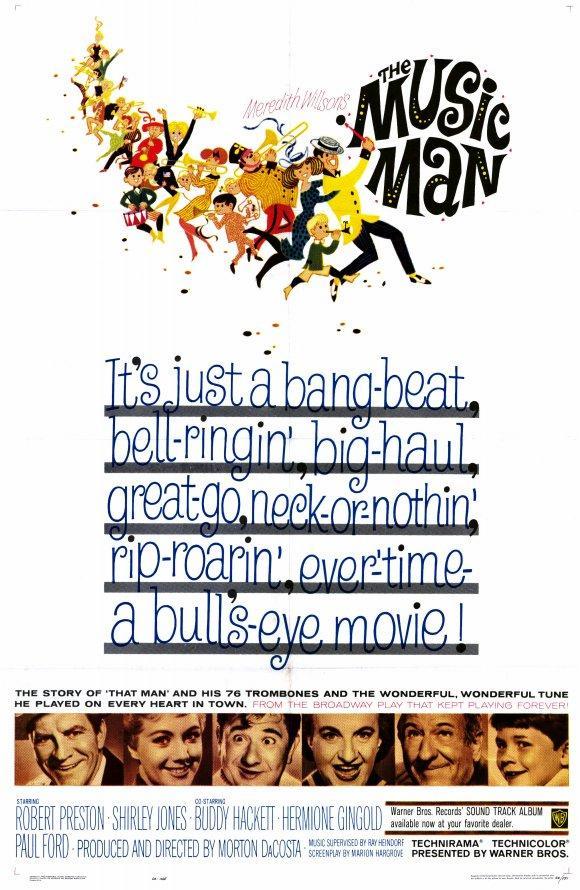 Meredith Willson's
THE
MUSIC
MAN
It's just a bang-beat,
bell-ringin', big-haul,
great-go, neck-or-nothin',
rip-roarin', ever'-time-
a bull's-eye movie!
THE STORY OF 'THAT MAN' AND HIS 76 TROMBONES AND THE WONDERFUL, WONDERFUL TUNE
HE PLAYED ON EVERY HEART IN TOWN. FROM THE BROADWAY PLAY THAT KEPT PLAYING FOREVER!
STARRING CO-STARRING
ROBERT PRESTON · SHIRLEY JONES · BUDDY HACKETT · HERMIONE GINGOLD
PAUL FORD · PRODUCED AND DIRECTED BY MORTON DaCOSTA ·
MUSIC SUPERVISED BY RAY HEINDORF
SCREENPLAY BY MARION HARGROVE
Warner Bros. Records' SOUND TRACK ALBUM
available now at your favorite dealer.
WB
TECHNIRAMA® TECHNICOLOR®
PRESENTED BY WARNER BROS.